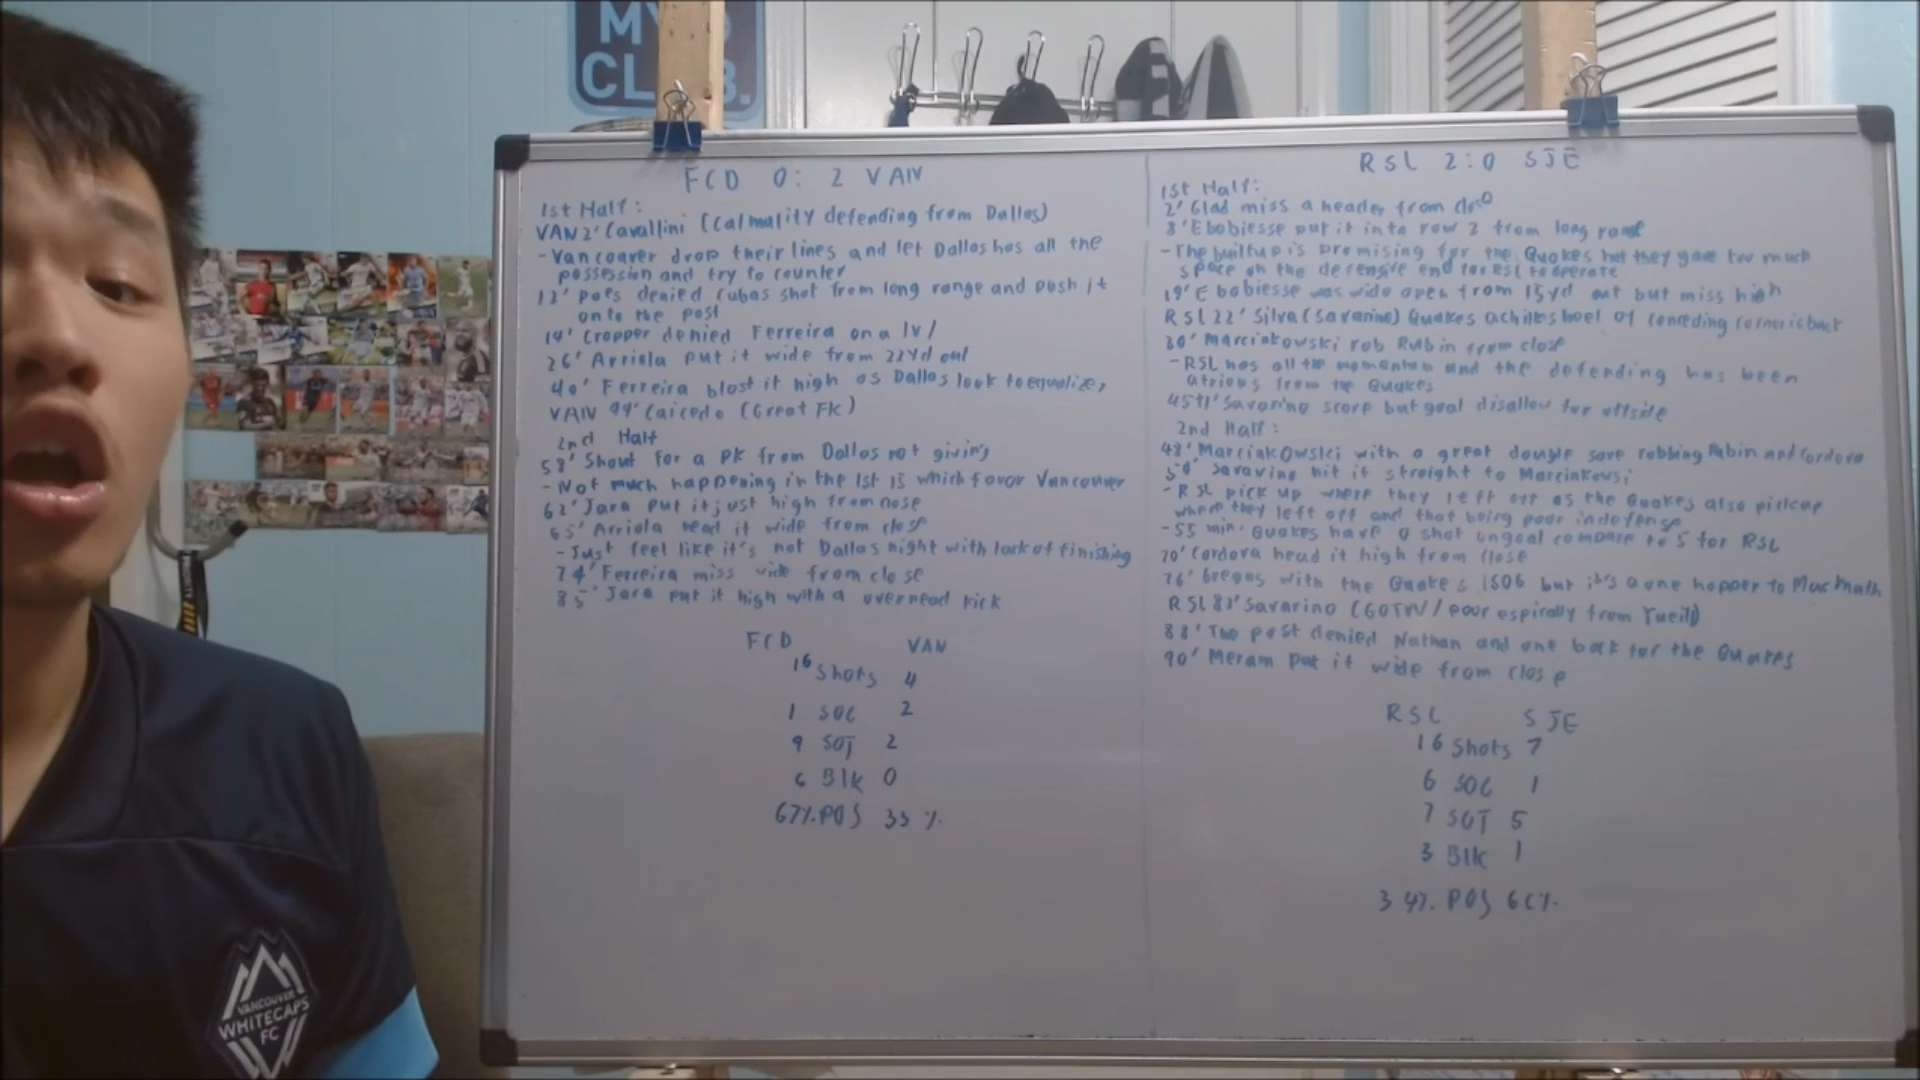 MY
CLUB.
FCD 0:2 VAN
1st Half:
VAN 2' Cavallini (Calmality defending from Dallas)
- Vancouver drop their lines and let Dallas has all the
possession and try to counter
12' Paes denied Cubas shot from long range and push it
onto the post
14' Cropper denied Ferreira on a 1v1
26' Arriola put it wide from 22yd out
40' Ferreira blast it high as Dallas look to equalize,
VAN 44' Caicedo (Great FK)
2nd Half
58' Shout for a PK from Dallas not giving
- Not much happening in the 1st 15 which favor Vancouver
62' Jara put it just high from close
65' Arriola head it wide from close
- Just feel like it's not Dallas night with lack of finishing
74' Ferreira miss wide from close
85' Jara put it high with a overhead kick
FCD VAN
16 Shots 4
1 SOG 2
9 SOT 2
6 Blk 0
67% POS 33%
RSL 2:0 SJE
1st Half:
2' Glad miss a header from close
8' Ebobiesse put it into row Z from long range
- The builtup is promising for the Quakes but they gave too much
space on the defensive end for RSL to operate
19' Ebobiesse was wide open from 15yd out but miss high
RSL 22' Silva (Savarino) Quakes achilles heel of conceding corner is back
30' Marcinkowski rob Rubin from close
- RSL has all the momentum and the defending has been
atrious from the Quakes
45+1' Savarino score but goal disallow for offside
2nd Half:
48' Marcinkowski with a great double save robbing Rubin and Cordova
50' Savarino hit it straight to Marcinkowsi
- RSL pick up where they left off as the Quakes also pickup
where they left off and that being poor in defense
- 55 min. Quakes have 0 shot ongoal compare to 5 for RSL
70' Cordova head it high from close
76' Gregus with the Quakes 1SOG but it's a one hopper to MacMath
RSL 83' Savarino (GOTW / poor espirally from Yueill)
88' The post denied Nathan and one back for the Quakes
90' Meram put it wide from close
RSL SJE
16 Shots 7
6 SOG 1
7 SOT 5
3 Blk 1
34% POS 66%
VANCOUVER
WHITECAPS
FC